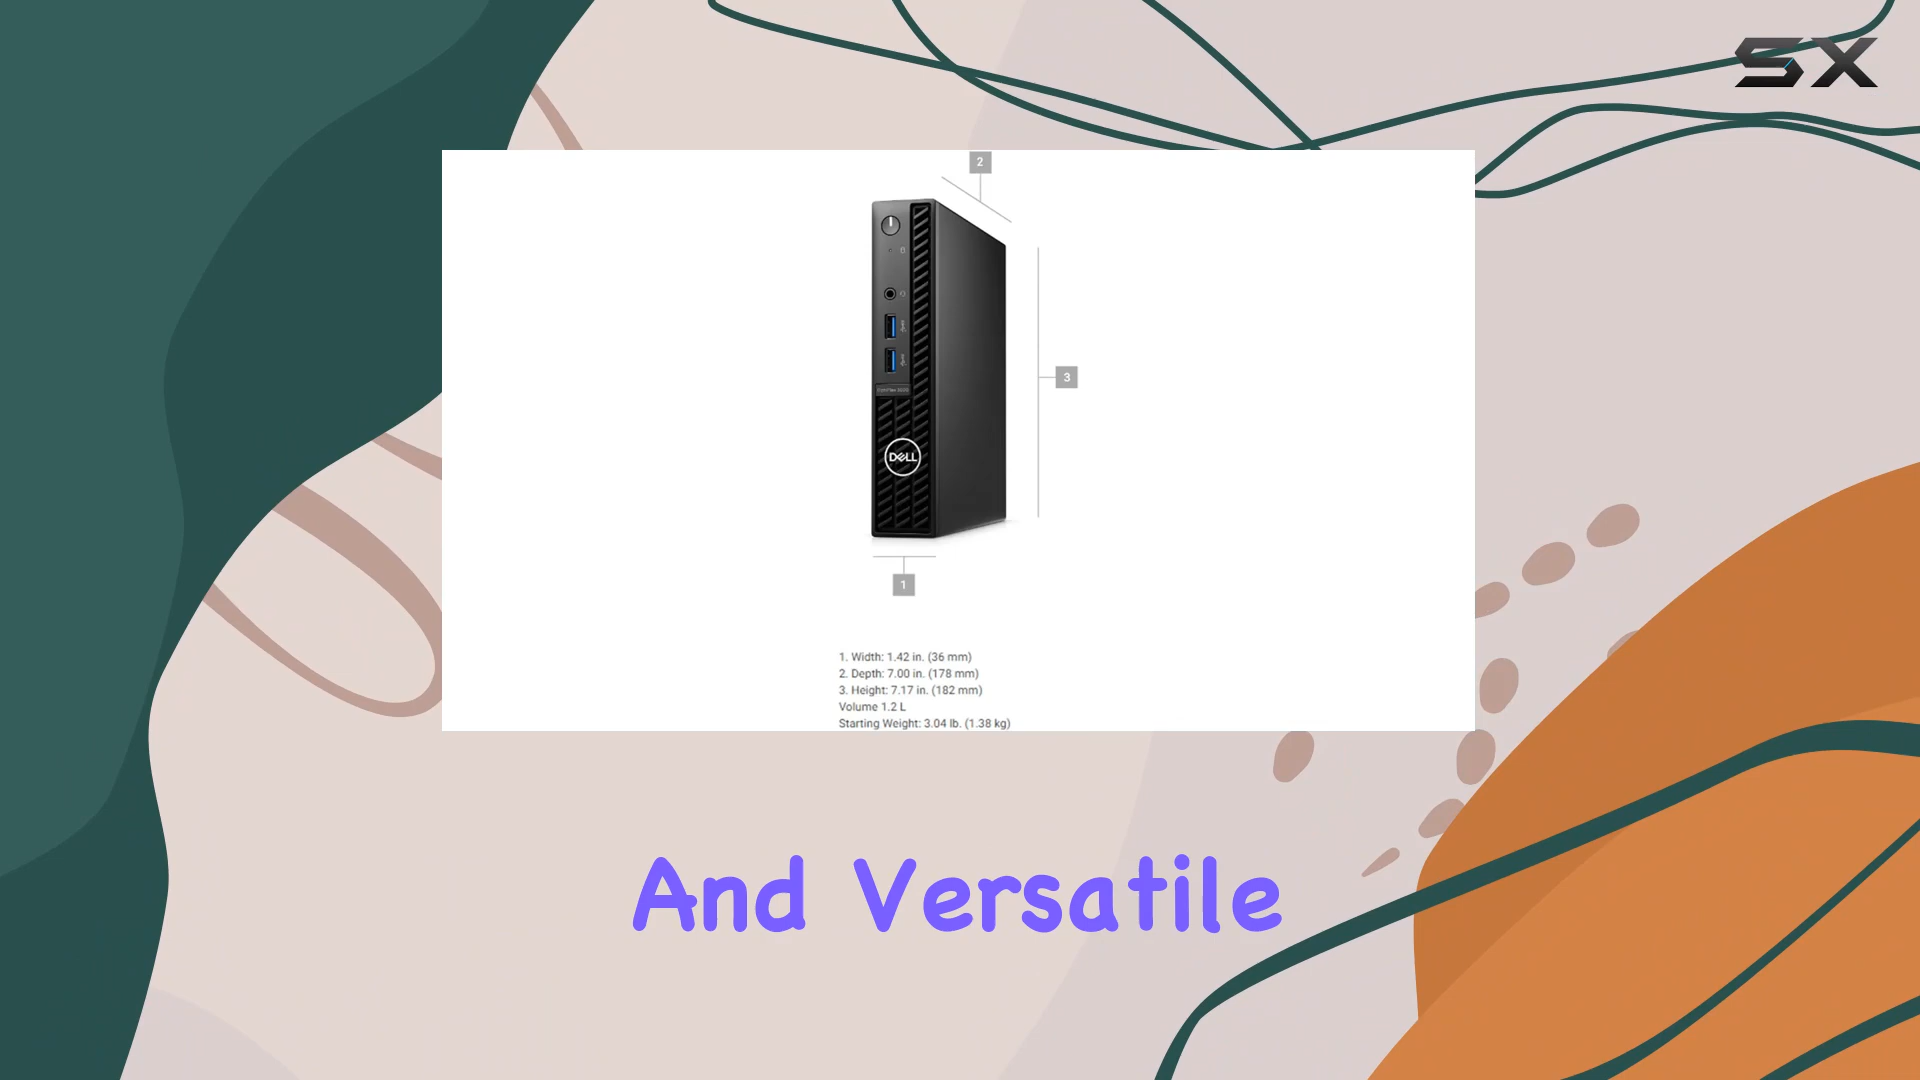 SX
2
3
DELL
1
1. Width: 1.42 in. (36 mm)
2. Depth: 7.00 in. (178 mm)
3. Height: 7.17 in. (182 mm)
Volume 1.2 L
Starting Weight: 3.04 lb. (1.38 kg)
And Versatile